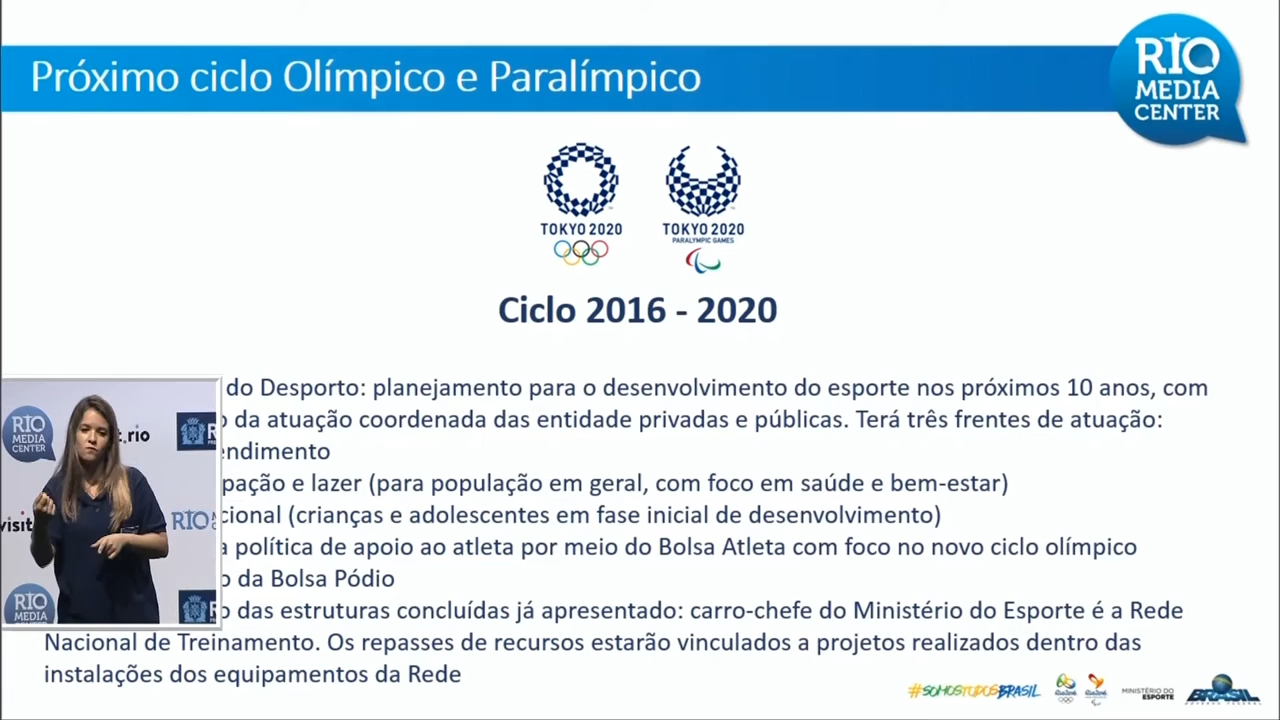 Próximo ciclo Olímpico e Paralímpico
RIO
MEDIA
CENTER
TOKYO 2020
TOKYO 2020
PARALYMPIC GAMES
Ciclo 2016 - 2020
do Desporto: planejamento para o desenvolvimento do esporte nos próximos 10 anos, com
da atuação coordenada das entidade privadas e públicas. Terá três frentes de atuação:
endimento
pação e lazer (para população em geral, com foco em saúde e bem-estar)
cional (crianças e adolescentes em fase inicial de desenvolvimento)
a política de apoio ao atleta por meio do Bolsa Atleta com foco no novo ciclo olímpico
o da Bolsa Pódio
o das estruturas concluídas já apresentado: carro-chefe do Ministério do Esporte é a Rede
Nacional de Treinamento. Os repasses de recursos estarão vinculados a projetos realizados dentro das
instalações dos equipamentos da Rede
RIO
MEDIA
CENTER
t.rio
visit
RIO
RIO
MEDIA
CENTER
#SOMOSTODOSBRASIL
MINISTÉRIO DO
ESPORTE
BRASIL
GOVERNO FEDERAL